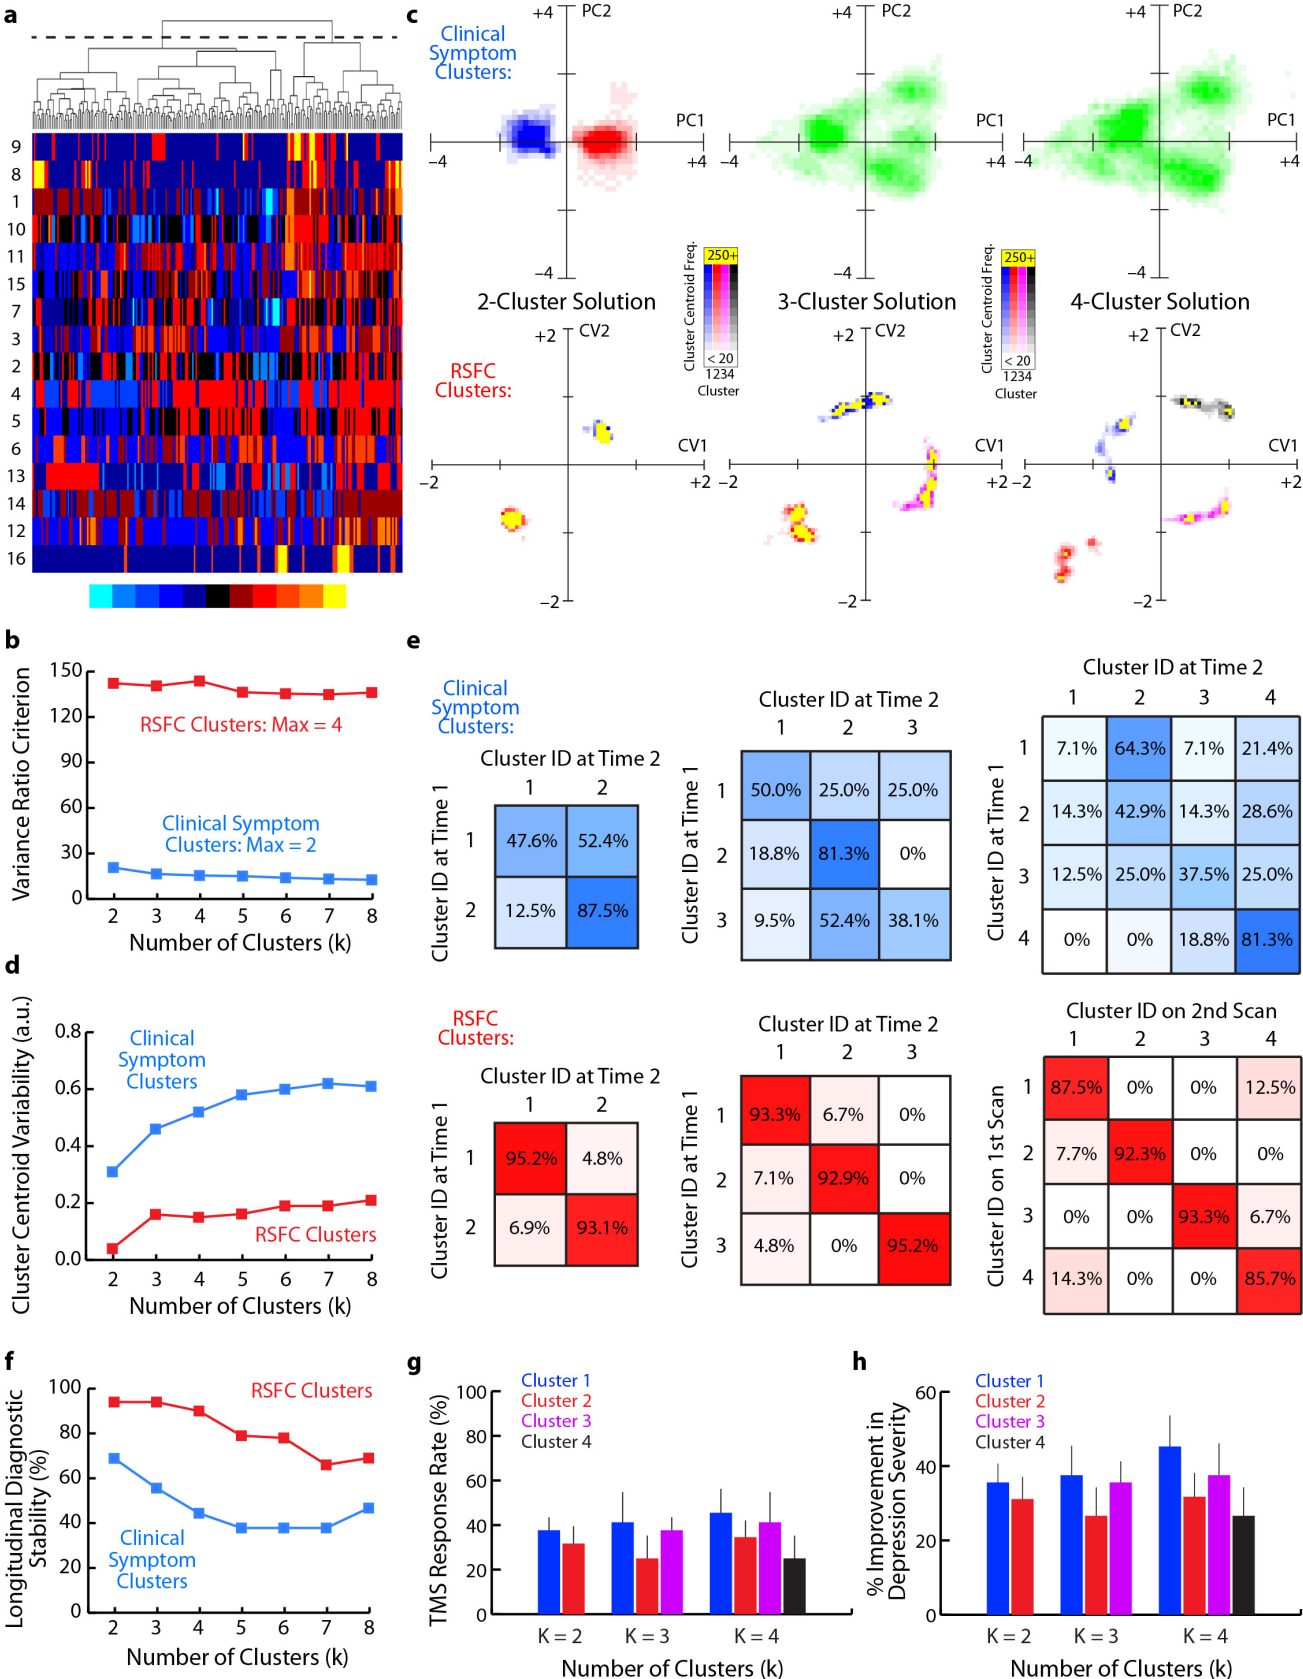 a
9
8
1
10
11
15
7
3
2
4
5
6
13
14
12
16
b
Variance Ratio Criterion
150
120
90
60
30
0
RSFC Clusters: Max = 4
Clinical Symptom
Clusters: Max = 2
2 3 4 5 6 7 8
Number of Clusters (k)
c
Clinical
Symptom
Clusters:
+4 PC2
PC1
−4 +4
−4
+4 PC2
PC1
−4 +4
−4
+4 PC2
PC1
−4 +4
−4
2-Cluster Solution
3-Cluster Solution
4-Cluster Solution
Cluster Centroid Freq.
250+
< 20
1234
Cluster
Cluster Centroid Freq.
250+
< 20
1234
Cluster
RSFC
Clusters:
+2 CV2
CV1
−2 +2
−2
+2 CV2
CV1
−2 +2
−2
+2 CV2
CV1
−2 +2
−2
d
Cluster Centroid Variability (a.u.)
0.8
0.6
0.4
0.2
0.0
Clinical
Symptom
Clusters
RSFC Clusters
2 3 4 5 6 7 8
Number of Clusters (k)
e
Clinical
Symptom
Clusters:
Cluster ID at Time 2
1 2
Cluster ID at Time 1
1 47.6% 52.4%
2 12.5% 87.5%
Cluster ID at Time 2
1 2 3
Cluster ID at Time 1
1 50.0% 25.0% 25.0%
2 18.8% 81.3% 0%
3 9.5% 52.4% 38.1%
Cluster ID at Time 2
1 2 3 4
Cluster ID at Time 1
1 7.1% 64.3% 7.1% 21.4%
2 14.3% 42.9% 14.3% 28.6%
3 12.5% 25.0% 37.5% 25.0%
4 0% 0% 18.8% 81.3%
RSFC
Clusters:
Cluster ID at Time 2
1 2
Cluster ID at Time 1
1 95.2% 4.8%
2 6.9% 93.1%
Cluster ID at Time 2
1 2 3
Cluster ID at Time 1
1 93.3% 6.7% 0%
2 7.1% 92.9% 0%
3 4.8% 0% 95.2%
Cluster ID on 2nd Scan
1 2 3 4
Cluster ID on 1st Scan
1 87.5% 0% 0% 12.5%
2 7.7% 92.3% 0% 0%
3 0% 0% 93.3% 6.7%
4 14.3% 0% 0% 85.7%
f
Longitudinal Diagnostic
Stability (%)
100
80
60
40
20
0
RSFC Clusters
Clinical
Symptom
Clusters
2 3 4 5 6 7 8
Number of Clusters (k)
g
TMS Response Rate (%)
100
80
60
40
20
0
Cluster 1
Cluster 2
Cluster 3
Cluster 4
K = 2 K = 3 K = 4
Number of Clusters (k)
h
% Improvement in
Depression Severity
60
40
20
0
Cluster 1
Cluster 2
Cluster 3
Cluster 4
K = 2 K = 3 K = 4
Number of Clusters (k)